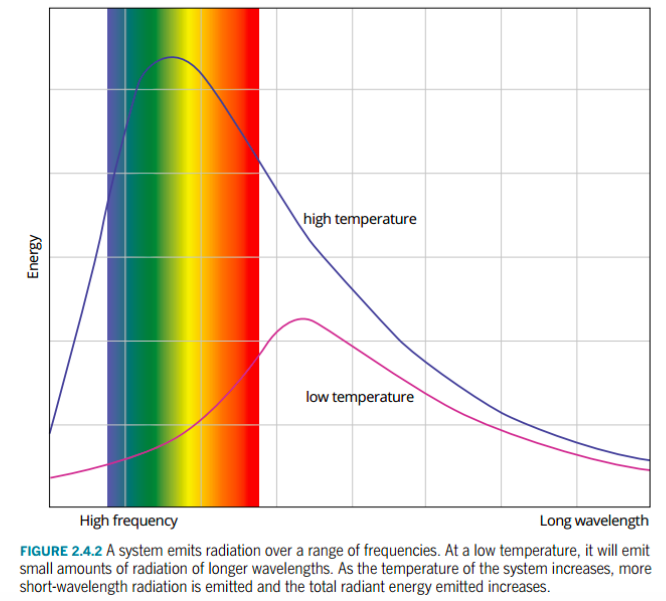 Energy
high temperature
low temperature
High frequency
Long wavelength
FIGURE 2.4.2 A system emits radiation over a range of frequencies. At a low temperature, it will emit
small amounts of radiation of longer wavelengths. As the temperature of the system increases, more
short-wavelength radiation is emitted and the total radiant energy emitted increases.